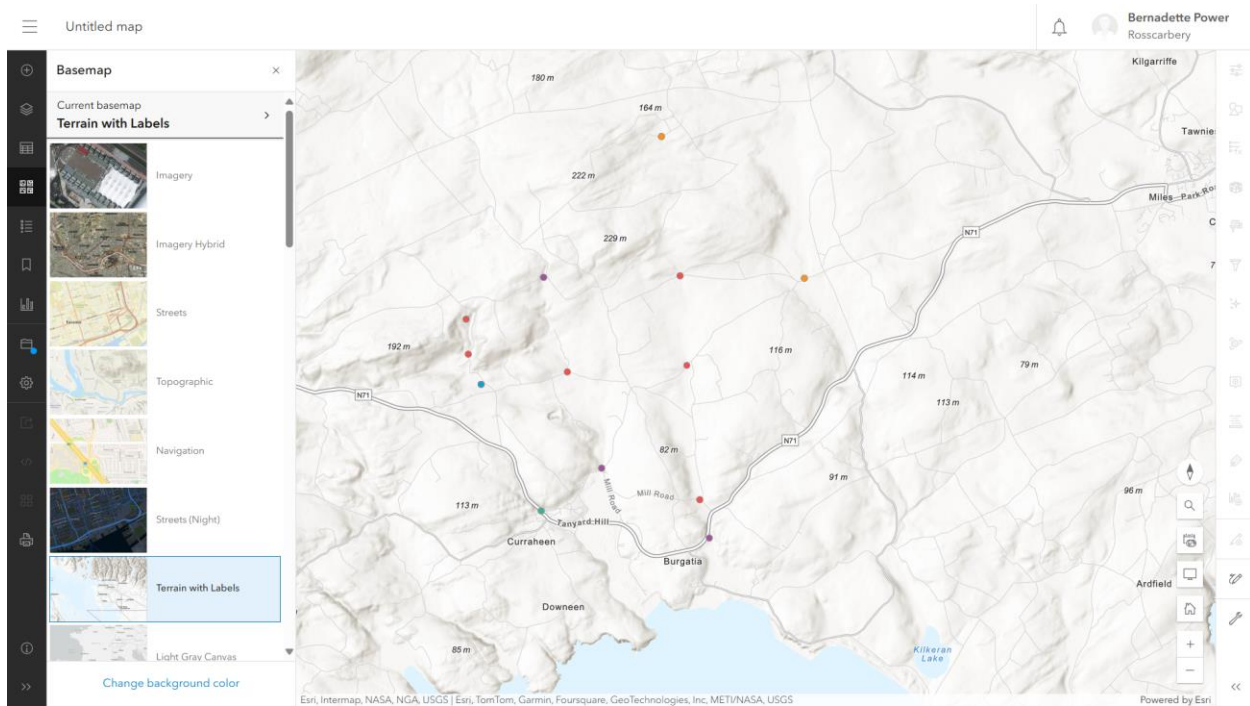 Untitled map
Bernadette Power
Rosscarbery
Basemap
Current basemap
Terrain with Labels
Imagery
Imagery Hybrid
Streets
Topographic
Navigation
Streets (Night)
Terrain with Labels
Light Gray Canvas
Change background color
Kilgarriffe
180 m
164 m
Tawnie
222 m
Miles
Park Roa
C
N71
229 m
7
192 m
116 m
79 m
114 m
N71
113 m
N71
82 m
91 m
Mill Road
Mill Road
96 m
113 m
Tanyard Hill
Curraheen
Burgatia
Ardfield
Downeen
85 m
Kilkeran
Lake
Esri, Intermap, NASA, NGA, USGS | Esri, TomTom, Garmin, Foursquare, GeoTechnologies, Inc, METI/NASA, USGS
Powered by Esri